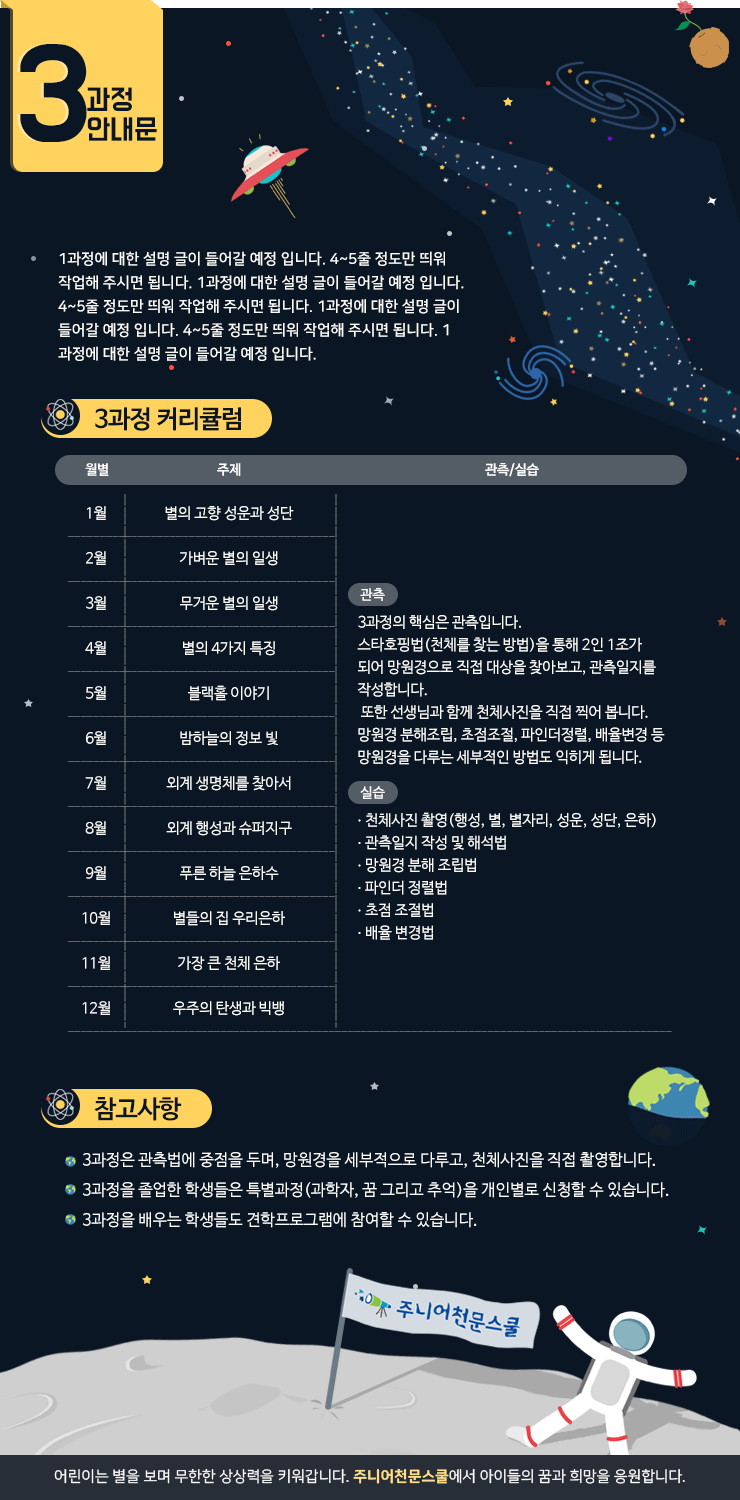 3과정
안내문
1과정에 대한 설명 글이 들어갈 예정 입니다. 4~5줄 정도만 띄워
작업해 주시면 됩니다. 1과정에 대한 설명 글이 들어갈 예정 입니다.
4~5줄 정도만 띄워 작업해 주시면 됩니다. 1과정에 대한 설명 글이
들어갈 예정 입니다. 4~5줄 정도만 띄워 작업해 주시면 됩니다. 1
과정에 대한 설명 글이 들어갈 예정 입니다.
3과정 커리큘럼
월별 주제 관측/실습
1월 별의 고향 성운과 성단
2월 가벼운 별의 일생
3월 무거운 별의 일생
4월 별의 4가지 특징
5월 블랙홀 이야기
6월 밤하늘의 정보 빛
7월 외계 생명체를 찾아서
8월 외계 행성과 슈퍼지구
9월 푸른 하늘 은하수
10월 별들의 집 우리은하
11월 가장 큰 천체 은하
12월 우주의 탄생과 빅뱅
관측
3과정의 핵심은 관측입니다.
스타호핑법(천체를 찾는 방법)을 통해 2인 1조가
되어 망원경으로 직접 대상을 찾아보고, 관측일지를
작성합니다.
또한 선생님과 함께 천체사진을 직접 찍어 봅니다.
망원경 분해조립, 초점조절, 파인더정렬, 배율변경 등
망원경을 다루는 세부적인 방법도 익히게 됩니다.
실습
· 천체사진 촬영(행성, 별, 별자리, 성운, 성단, 은하)
· 관측일지 작성 및 해석법
· 망원경 분해 조립법
· 파인더 정렬법
· 초점 조절법
· 배율 변경법
참고사항
3과정은 관측법에 중점을 두며, 망원경을 세부적으로 다루고, 천체사진을 직접 촬영합니다.
3과정을 졸업한 학생들은 특별과정(과학자, 꿈 그리고 추억)을 개인별로 신청할 수 있습니다.
3과정을 배우는 학생들도 견학프로그램에 참여할 수 있습니다.
주니어천문스쿨
어린이는 별을 보며 무한한 상상력을 키워갑니다. 주니어천문스쿨에서 아이들의 꿈과 희망을 응원합니다.